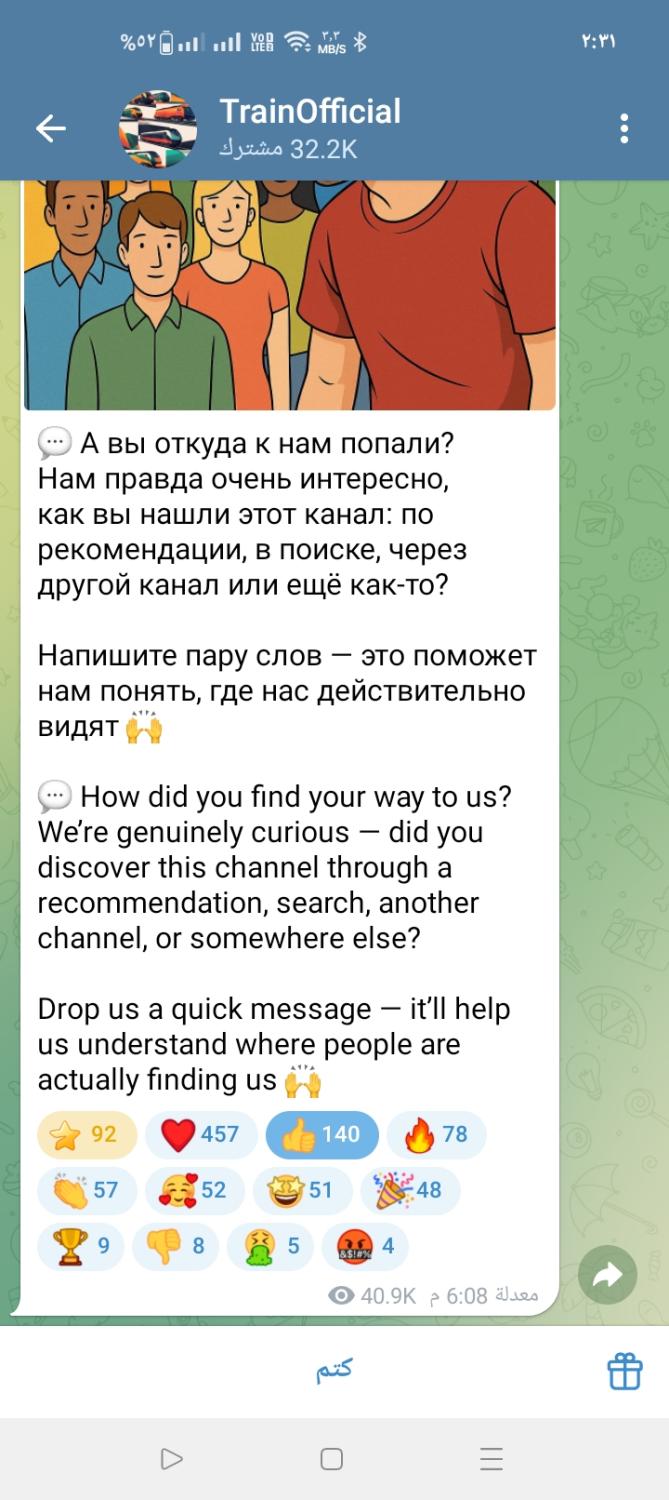 %٥٢ VoD LTE B ٣,٣ MB/S ٢:٣١
TrainOfficial
32.2K مشترك
💬 А вы откуда к нам попали?
Нам правда очень интересно,
как вы нашли этот канал: по
рекомендации, в поиске, через
другой канал или ещё как-то?
Напишите пару слов — это поможет
нам понять, где нас действительно
видят 🙌
💬 How did you find your way to us?
We’re genuinely curious — did you
discover this channel through a
recommendation, search, another
channel, or somewhere else?
Drop us a quick message — it’ll help
us understand where people are
actually finding us 🙌
⭐ 92 ❤️ 457 👍 140 🔥 78
👏 57 🥰 52 🤩 51 🎉 48
🏆 9 👎 8 🤮 5 🤬 4
40.9K معدلة 6:08 م
كتم